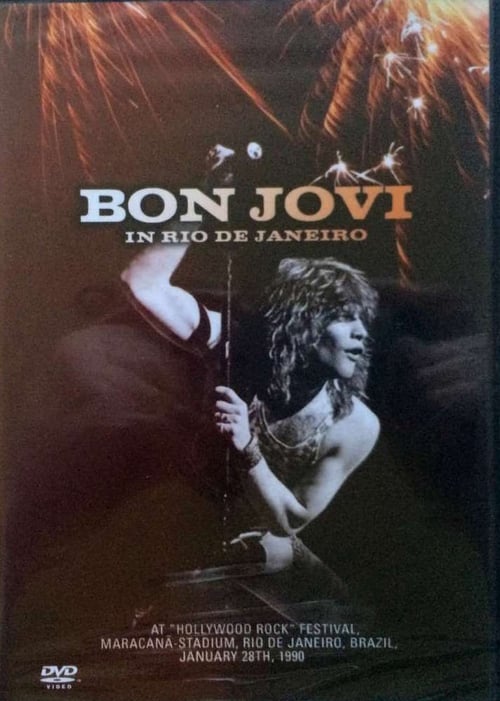 BON JOVI
IN RIO DE JANEIRO
AT "HOLLYWOOD ROCK" FESTIVAL,
MARACANÃ-STADIUM, RIO DE JANEIRO, BRAZIL,
JANUARY 28TH, 1990
DVD
VIDEO